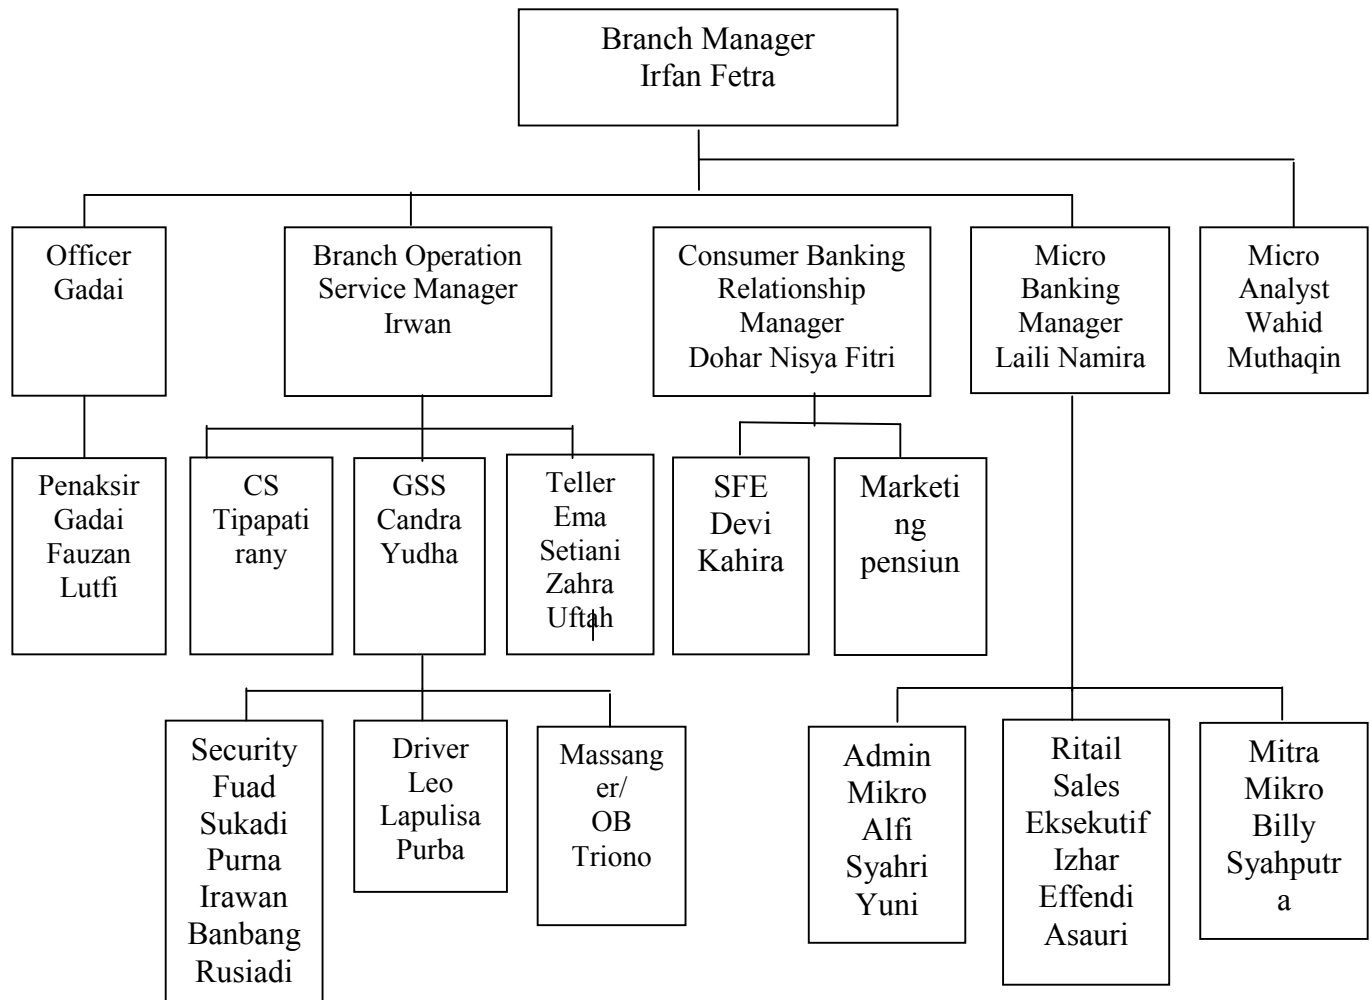 Branch Manager
Irfan Fetra
Officer
Gadai
Branch Operation
Service Manager
Irwan
Consumer Banking
Relationship
Manager
Dohar Nisya Fitri
Micro
Banking
Manager
Laili Namira
Micro
Analyst
Wahid
Muthaqin
Penaksir
Gadai
Fauzan
Lutfi
CS
Tipapati
rany
GSS
Candra
Yudha
Teller
Ema
Setiani
Zahra
Uftah
SFE
Devi
Kahira
Marketi
ng
pensiun
Security
Fuad
Sukadi
Purna
Irawan
Banbang
Rusiadi
Driver
Leo
Lapulisa
Purba
Massang
er/
OB
Triono
Admin
Mikro
Alfi
Syahri
Yuni
Ritail
Sales
Eksekutif
Izhar
Effendi
Asauri
Mitra
Mikro
Billy
Syahputr
a